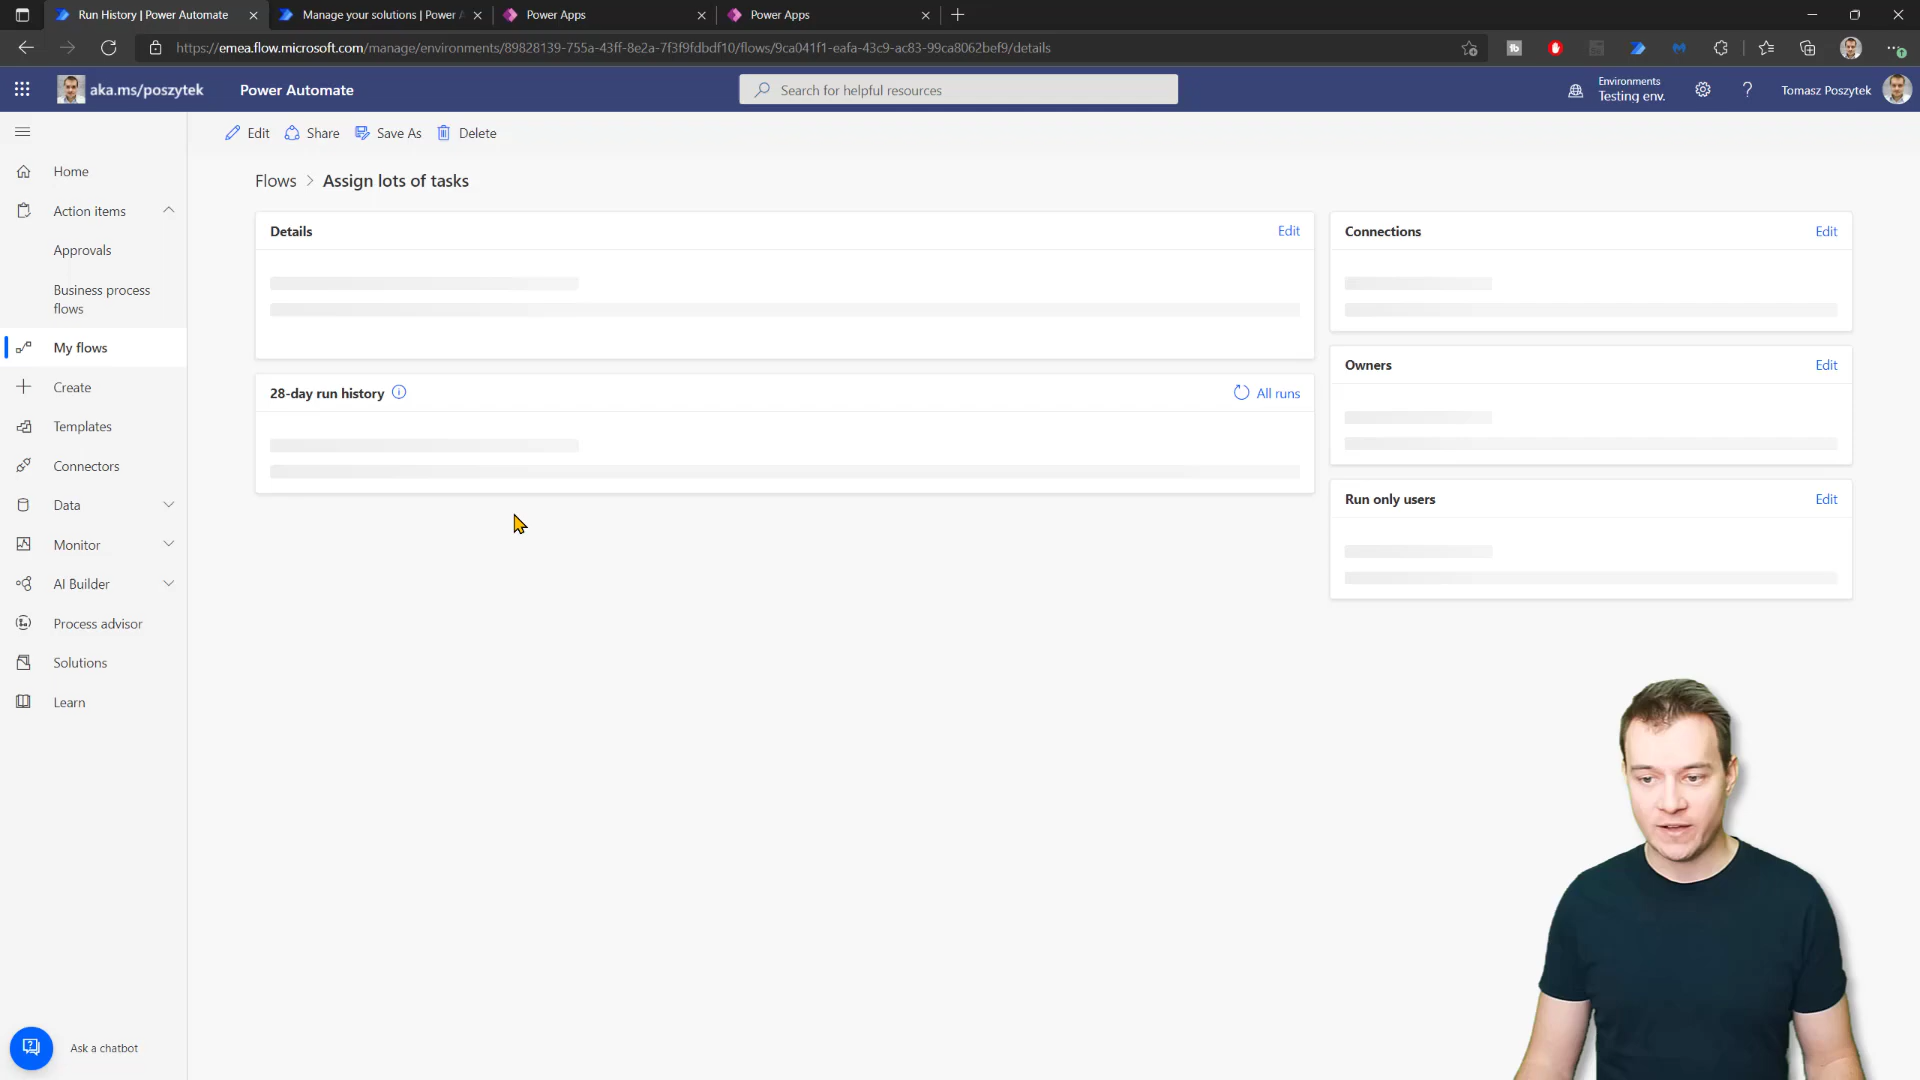 Run History | Power Automate
Manage your solutions | Power A
Power Apps
Power Apps
https://emea.flow.microsoft.com/manage/environments/89828139-755a-43ff-8e2a-7f3f9fdbdf10/flows/9ca041f1-eafa-43c9-ac83-99ca8062bef9/details
aka.ms/poszytek
Power Automate
Search for helpful resources
Environments
Testing env.
?
Tomasz Poszytek
Edit
Share
Save As
Delete
Home
Action items
Approvals
Business process
flows
My flows
Create
Templates
Connectors
Data
Monitor
AI Builder
Process advisor
Solutions
Learn
Ask a chatbot
Flows > Assign lots of tasks
Details
Edit
28-day run history
All runs
Connections
Edit
Owners
Edit
Run only users
Edit